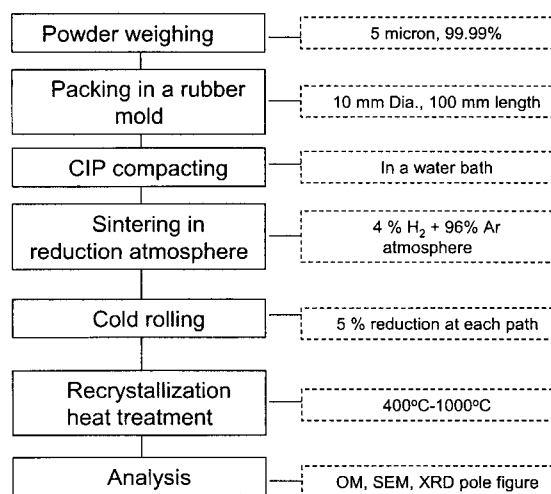 Powder weighing
5 micron, 99.99%
Packing in a rubber
mold
10 mm Dia., 100 mm length
CIP compacting
In a water bath
Sintering in
reduction atmosphere
4 % H₂ + 96% Ar
atmosphere
Cold rolling
5 % reduction at each path
Recrystallization
heat treatment
400°C-1000°C
Analysis
OM, SEM, XRD pole figure